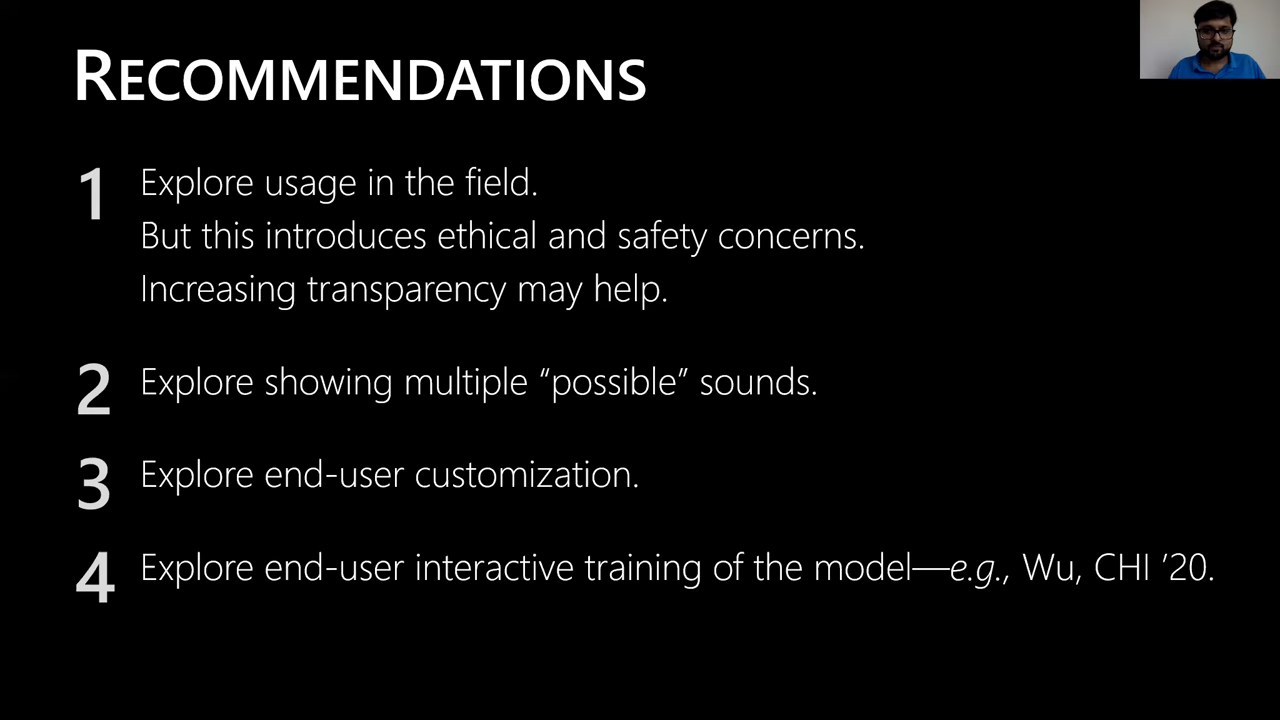 RECOMMENDATIONS
1 Explore usage in the field.
But this introduces ethical and safety concerns.
Increasing transparency may help.
2 Explore showing multiple “possible” sounds.
3 Explore end-user customization.
4 Explore end-user interactive training of the model—e.g., Wu, CHI ’20.